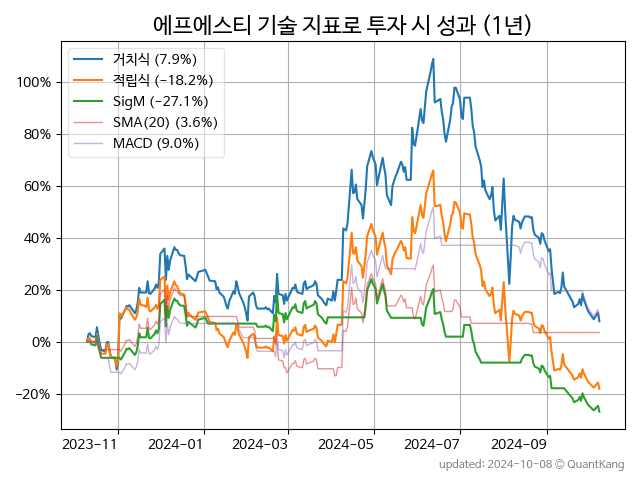 에프에스티 기술 지표로 투자 시 성과 (1년)
거치식 (7.9%)
적립식 (−18.2%)
SigM (−27.1%)
SMA(20) (3.6%)
MACD (9.0%)
100%
80%
60%
40%
20%
0%
−20%
2023-11 2024-01 2024-03 2024-05 2024-07 2024-09
updated: 2024-10-08 © QuantKang